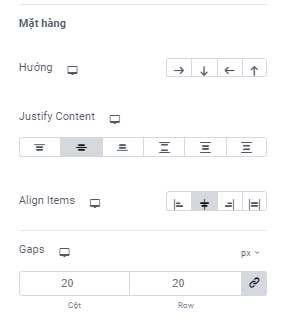 Mặt hàng
Hướng
Justify Content
Align Items
Gaps
px
20
20
Cột
Row